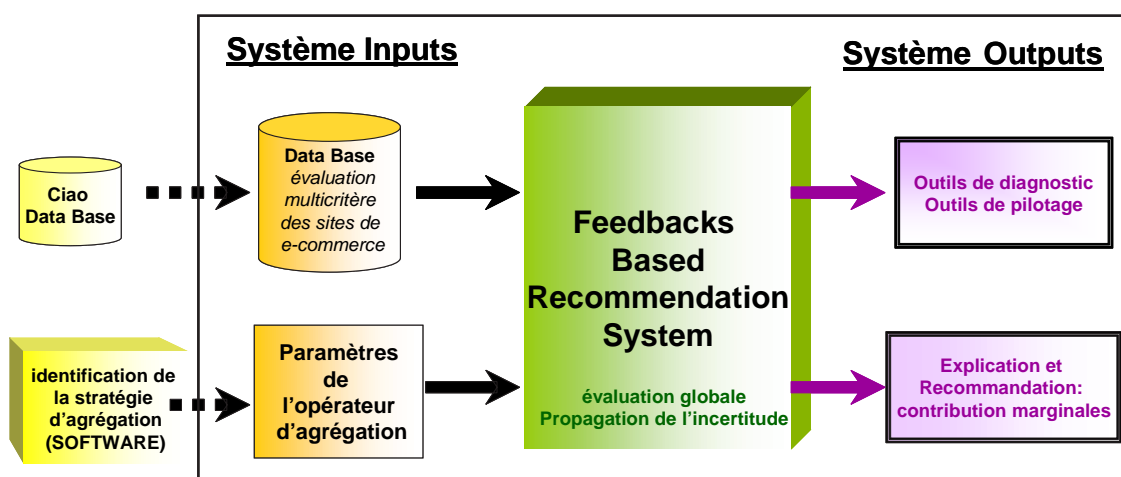 Système Inputs
Système Outputs
Ciao
Data Base
Data Base
évaluation
multicritère
des sites de
e-commerce
Feedbacks
Based
Recommendation
System
évaluation globale
Propagation de l'incertitude
Outils de diagnostic
Outils de pilotage
identification de
la stratégie
d'agrégation
(SOFTWARE)
Paramètres
de
l'opérateur
d'agrégation
Explication et
Recommandation:
contribution marginales